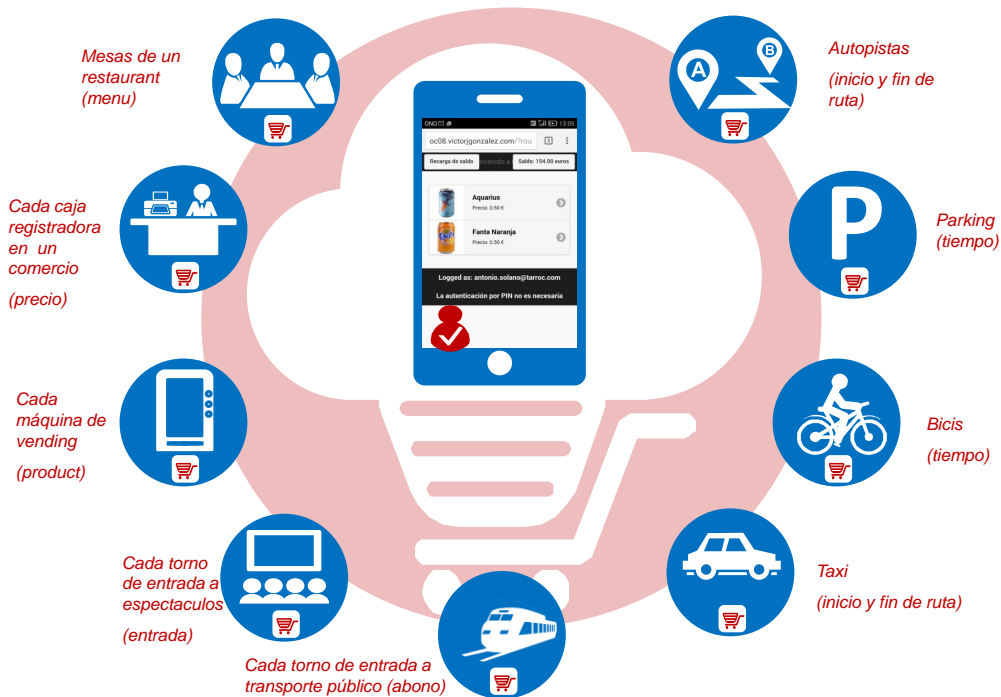 Mesas de un
restaurant
(menu)
Autopistas
(inicio y fin de
ruta)
A
B
ONO
13:05
oc08.victorjgonzalez.com/?rou
3
Recarga de saldo
nvenido a
Saldo: 154.00 euros
Aquarius
Precio: 0.50 €
Fanta Naranja
Precio: 0.50 €
Logged as: antonio.solano@tarroc.com
La autenticación por PIN no es necesaria
Cada caja
registradora
en un
comercio
(precio)
P
Parking
(tiempo)
Cada
máquina de
vending
(product)
Bicis
(tiempo)
Cada torno
de entrada a
espectaculos
(entrada)
Taxi
(inicio y fin de ruta)
Cada torno de entrada a
transporte público (abono)